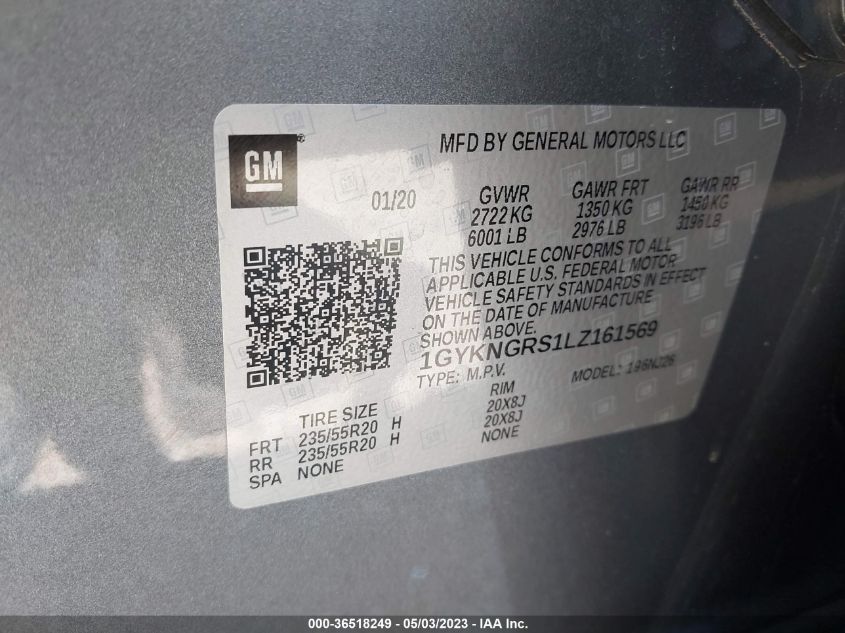 GM
MFD BY GENERAL MOTORS LLC
01/20
GVWR GAWR FRT GAWR RR
2722 KG 1350 KG 1450 KG
6001 LB 2976 LB 3196 LB
THIS VEHICLE CONFORMS TO ALL
APPLICABLE U.S. FEDERAL MOTOR
VEHICLE SAFETY STANDARDS IN EFFECT
ON THE DATE OF MANUFACTURE
SHOWN ABOVE.
1GYKNGRS1LZ161569
TYPE: M.P.V. MODEL: 196NJ26
TIRE SIZE RIM
FRT 235/55R20 H 20X8J
RR 235/55R20 H 20X8J
SPA NONE NONE
000-36518249 - 05/03/2023 - IAA Inc.